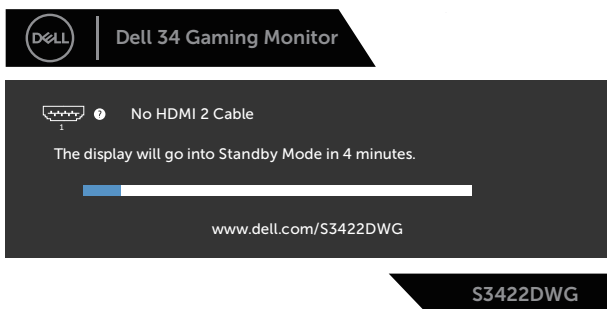 DELL
Dell 34 Gaming Monitor
?
No HDMI 2 Cable
1
The display will go into Standby Mode in 4 minutes.
www.dell.com/S3422DWG
S3422DWG